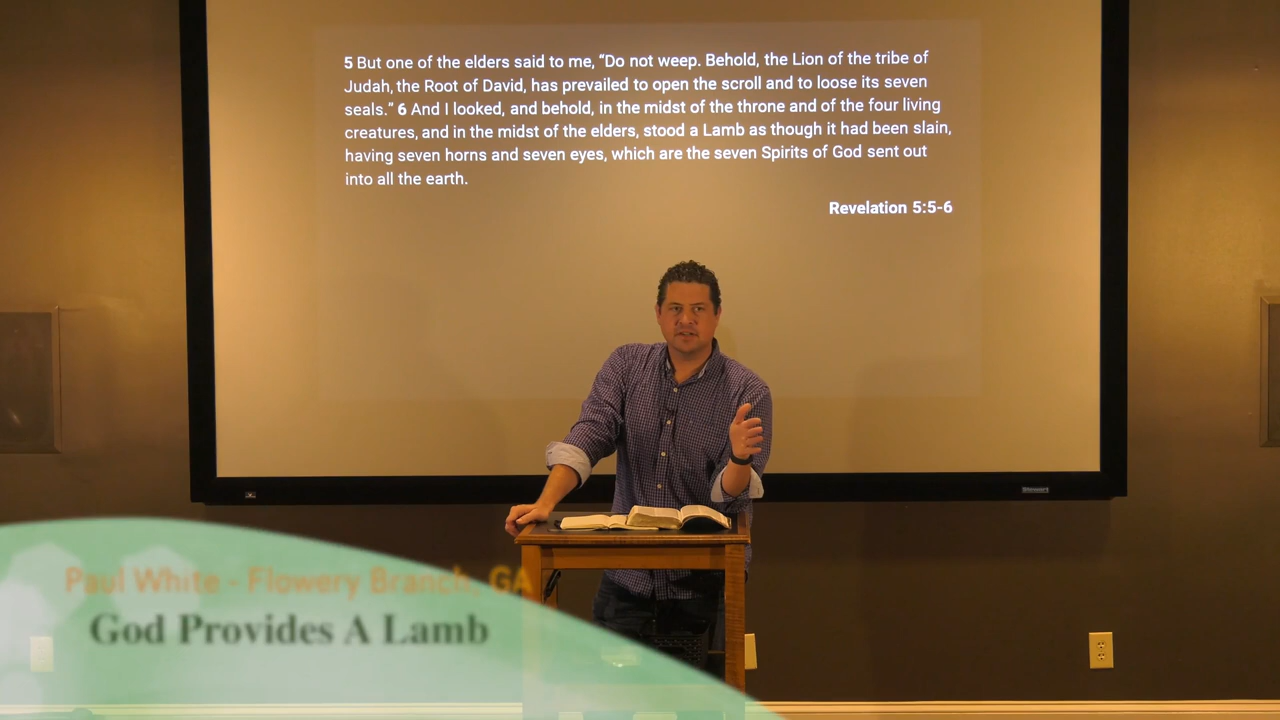 5 But one of the elders said to me, “Do not weep. Behold, the Lion of the tribe of
Judah, the Root of David, has prevailed to open the scroll and to loose its seven
seals.” 6 And I looked, and behold, in the midst of the throne and of the four living
creatures, and in the midst of the elders, stood a Lamb as though it had been slain,
having seven horns and seven eyes, which are the seven Spirits of God sent out
into all the earth.
Revelation 5:5-6
Paul White - Flowery Branch, GA
God Provides A Lamb